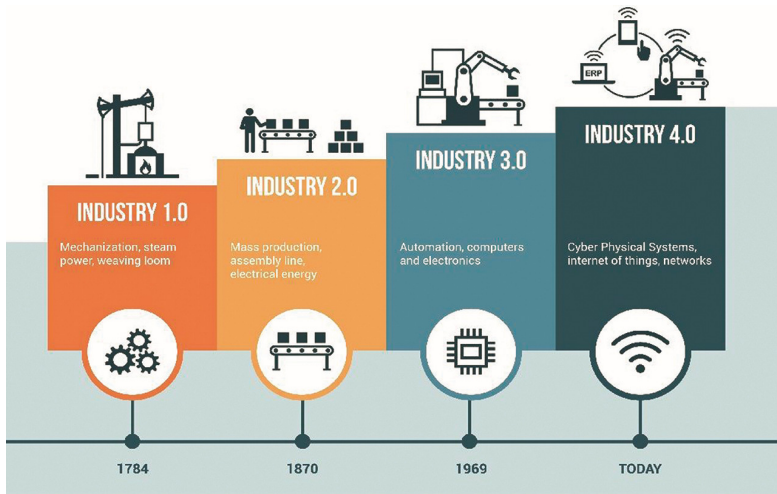 ERP
INDUSTRY 1.0
Mechanization, steam
power, weaving loom
INDUSTRY 2.0
Mass production,
assembly line,
electrical energy
INDUSTRY 3.0
Automation, computers
and electronics
INDUSTRY 4.0
Cyber Physical Systems,
internet of things, networks
1784
1870
1969
TODAY